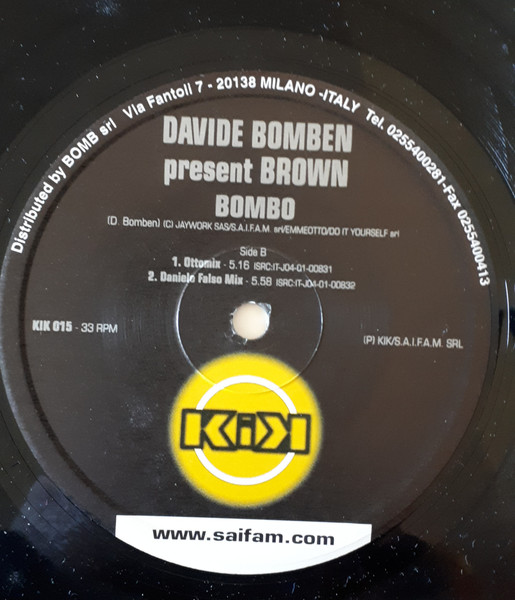 Distributed by BOMB srl Via Fantoli 7 - 20138 MILANO -ITALY Tel. 0255400281-Fax 0255400413
DAVIDE BOMBEN
present BROWN
BOMBO
(D. Bomben) (C) JAYWORK SAS/S.A.I.F.A.M. srl/EMMEOTTO/DO IT YOURSELF srl
Side B
1. Ottomix - 5.16 ISRC:IT-J04-01-00831
2. Daniele Falso Mix - 5.58 ISRC:IT-J04-01-00832
KIK 015 - 33 RPM
(P) KIK/S.A.I.F.A.M. SRL
KiK
www.saifam.com